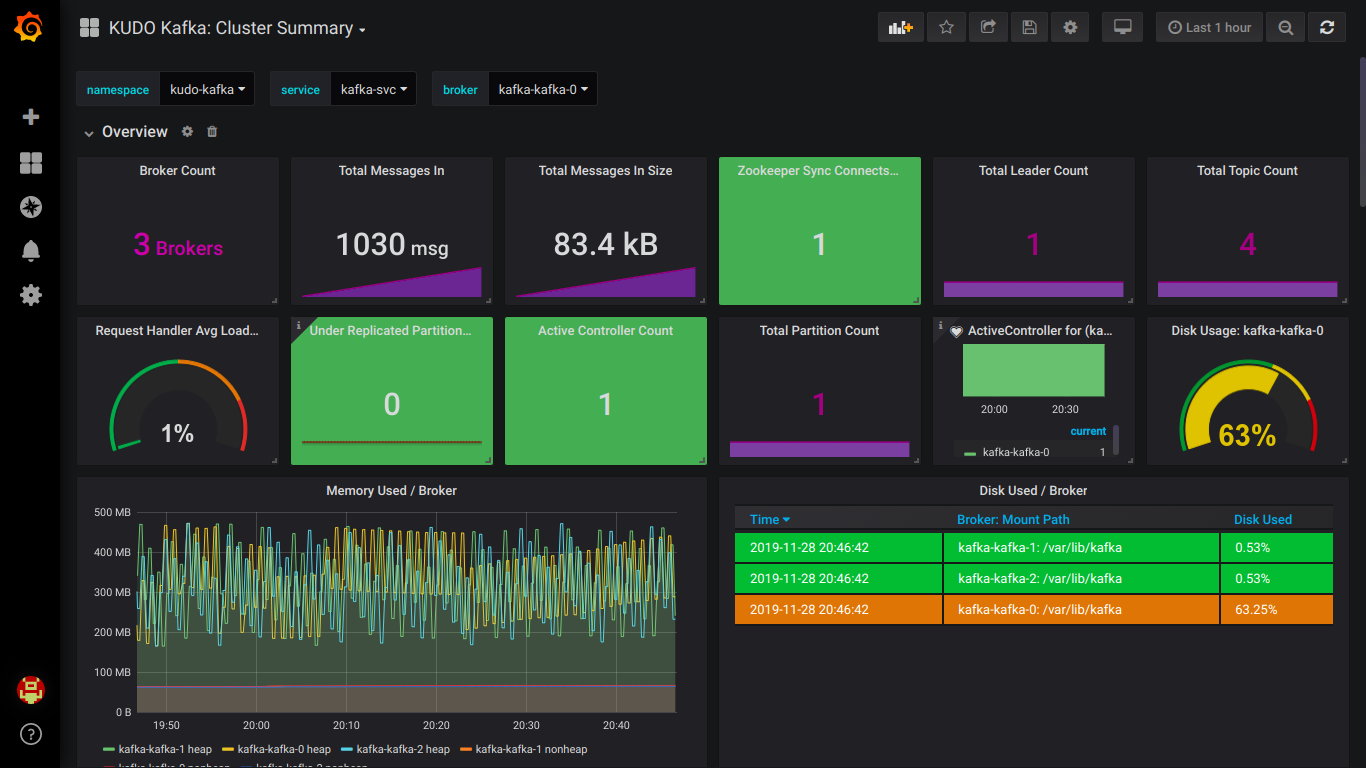 KUDO Kafka: Cluster Summary
Last 1 hour
namespace kudo-kafka service kafka-svc broker kafka-kafka-0
Overview
Broker Count
3 Brokers
Total Messages In
1030 msg
Total Messages In Size
83.4 kB
Zookeeper Sync Connects...
1
Total Leader Count
1
Total Topic Count
4
Request Handler Avg Load...
1%
i
Under Replicated Partition...
0
Active Controller Count
1
Total Partition Count
1
i
ActiveController for (ka...
20:00 20:30
current
kafka-kafka-0 1
Disk Usage: kafka-kafka-0
63%
Memory Used / Broker
500 MB
400 MB
300 MB
200 MB
100 MB
0 B
19:50 20:00 20:10 20:20 20:30 20:40
kafka-kafka-1 heap kafka-kafka-0 heap kafka-kafka-2 heap kafka-kafka-1 nonheap
Disk Used / Broker
Time Broker: Mount Path Disk Used
2019-11-28 20:46:42 kafka-kafka-1: /var/lib/kafka 0.53%
2019-11-28 20:46:42 kafka-kafka-2: /var/lib/kafka 0.53%
2019-11-28 20:46:42 kafka-kafka-0: /var/lib/kafka 63.25%